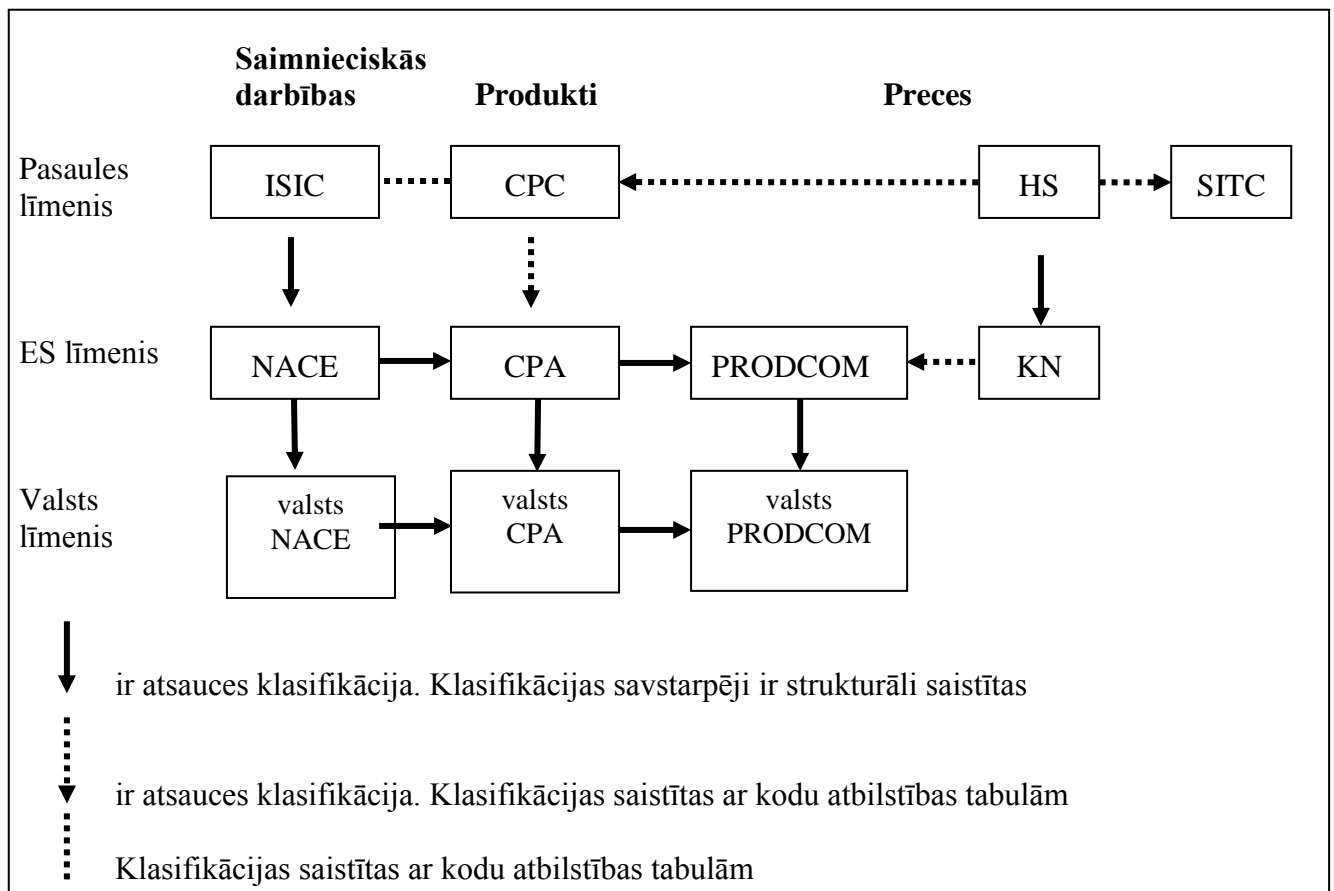 Saimnieciskās
darbības
Produkti
Preces
Pasaules
līmenis
ISIC
CPC
HS
SITC
ES līmenis
NACE
CPA
PRODCOM
KN
Valsts
līmenis
valsts
NACE
valsts
CPA
valsts
PRODCOM
ir atsauces klasifikācija. Klasifikācijas savstarpēji ir strukturāli saistītas
ir atsauces klasifikācija. Klasifikācijas saistītas ar kodu atbilstības tabulām
Klasifikācijas saistītas ar kodu atbilstības tabulām